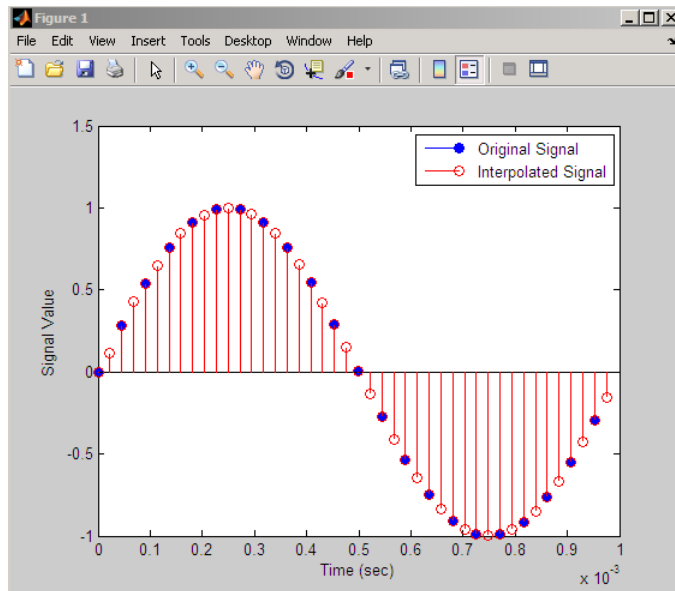 Figure 1
File Edit View Insert Tools Desktop Window Help
1.5
1
0.5
0
-0.5
-1
Signal Value
Original Signal
Interpolated Signal
0 0.1 0.2 0.3 0.4 0.5 0.6 0.7 0.8 0.9 1
Time (sec)
x 10⁻³